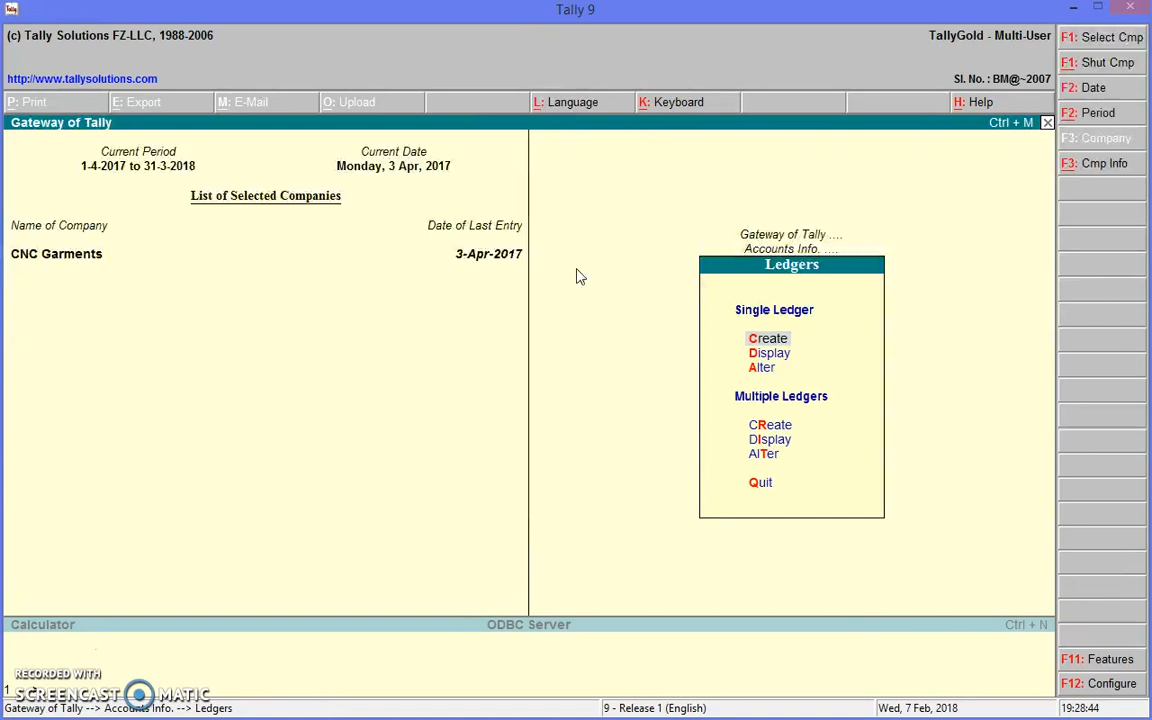 Tally
Tally 9
(c) Tally Solutions FZ-LLC, 1988-2006
TallyGold - Multi-User
http://www.tallysolutions.com
Sl. No. : BM@~2007
P: Print
E: Export
M: E-Mail
O: Upload
L: Language
K: Keyboard
H: Help
Gateway of Tally
Ctrl + M
Current Period
1-4-2017 to 31-3-2018
Current Date
Monday, 3 Apr, 2017
List of Selected Companies
Name of Company
Date of Last Entry
CNC Garments
3-Apr-2017
Gateway of Tally ....
Accounts Info. ....
Ledgers
Single Ledger
Create
Display
Alter
Multiple Ledgers
CReate
DIsplay
AlTer
Quit
F1: Select Cmp
F1: Shut Cmp
F2: Date
F2: Period
F3: Company
F3: Cmp Info
F11: Features
F12: Configure
Calculator
ODBC Server
Ctrl + N
RECORDED WITH
SCREENCAST MATIC
1
Gateway of Tally --> Accounts Info. --> Ledgers
9 - Release 1 (English)
Wed, 7 Feb, 2018
19:28:44